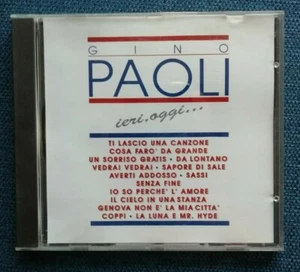 GINO
PAOLI
ieri, oggi...
TI LASCIO UNA CANZONE
COSA FARO' DA GRANDE
UN SORRISO GRATIS • DA LONTANO
VEDRAI VEDRAI • SAPORE DI SALE
AVERTI ADDOSSO • SASSI
SENZA FINE
IO SO PERCHE' L' AMORE
IL CIELO IN UNA STANZA
GENOVA NON E' LA MIA CITTA'
COPPI • LA LUNA E MR. HYDE